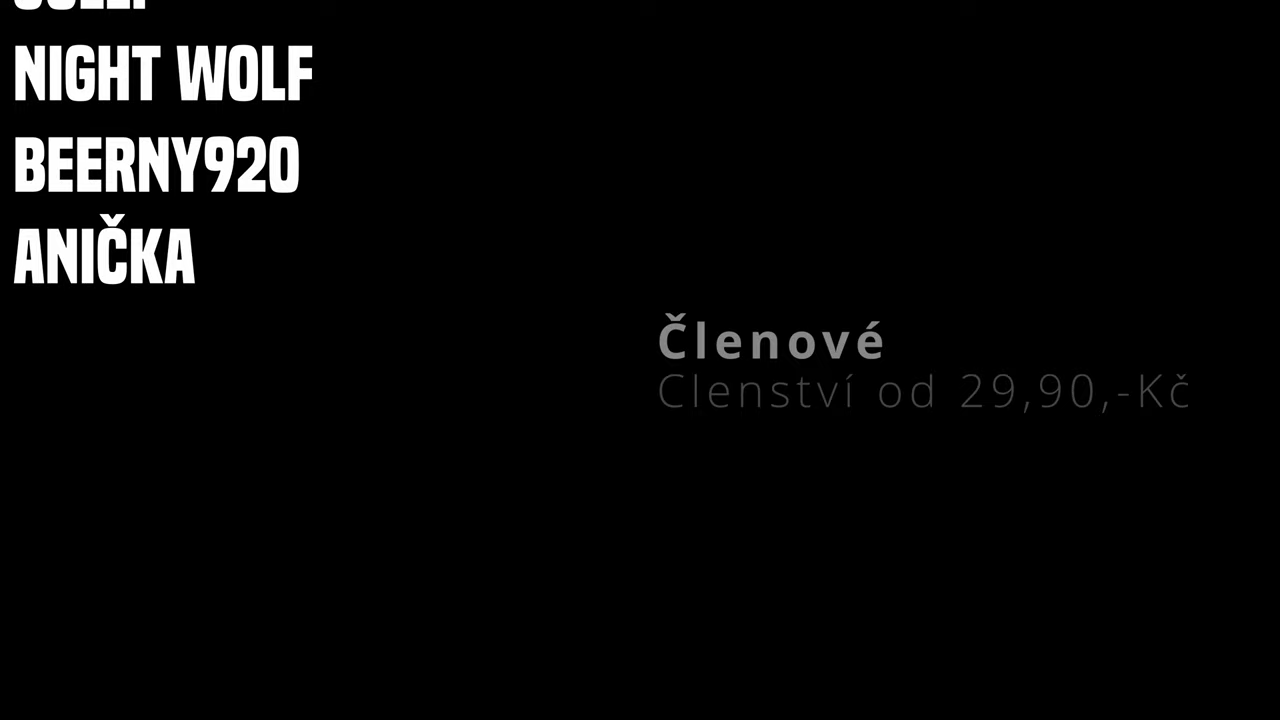 NIGHT WOLF
BEERNY920
ANIČKA
Členové
Clenství od 29,90,-Kč